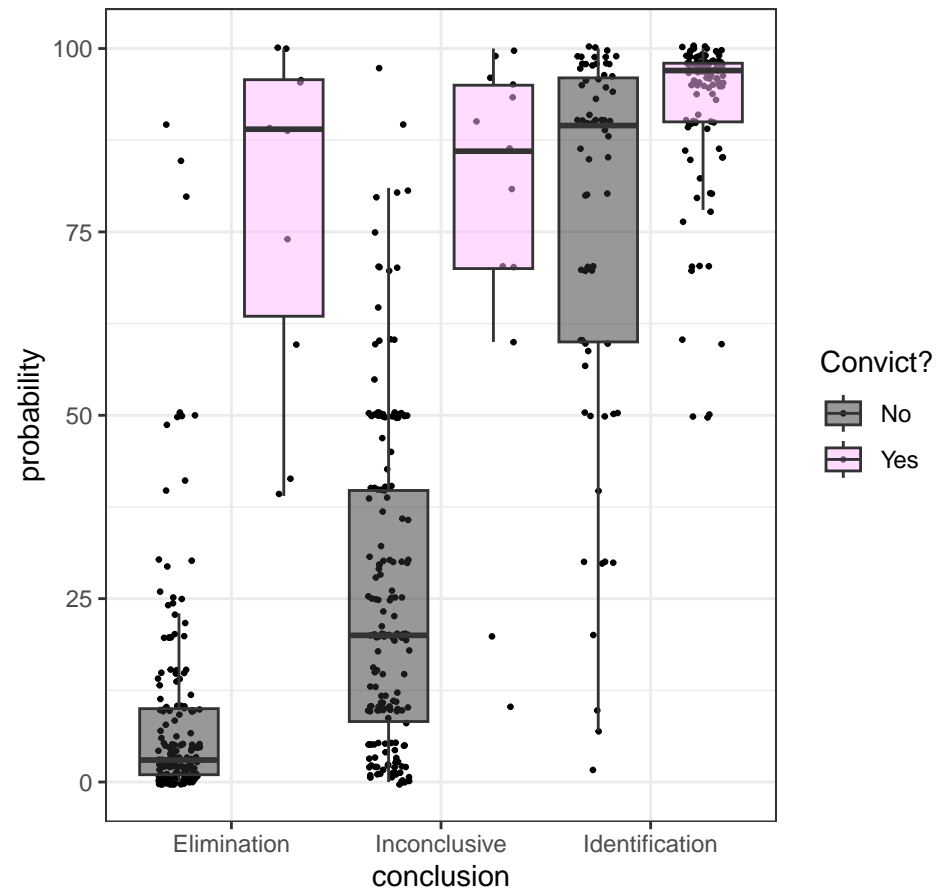 100
75
50
25
0
probability
Elimination
Inconclusive
Identification
conclusion
Convict?
No
Yes